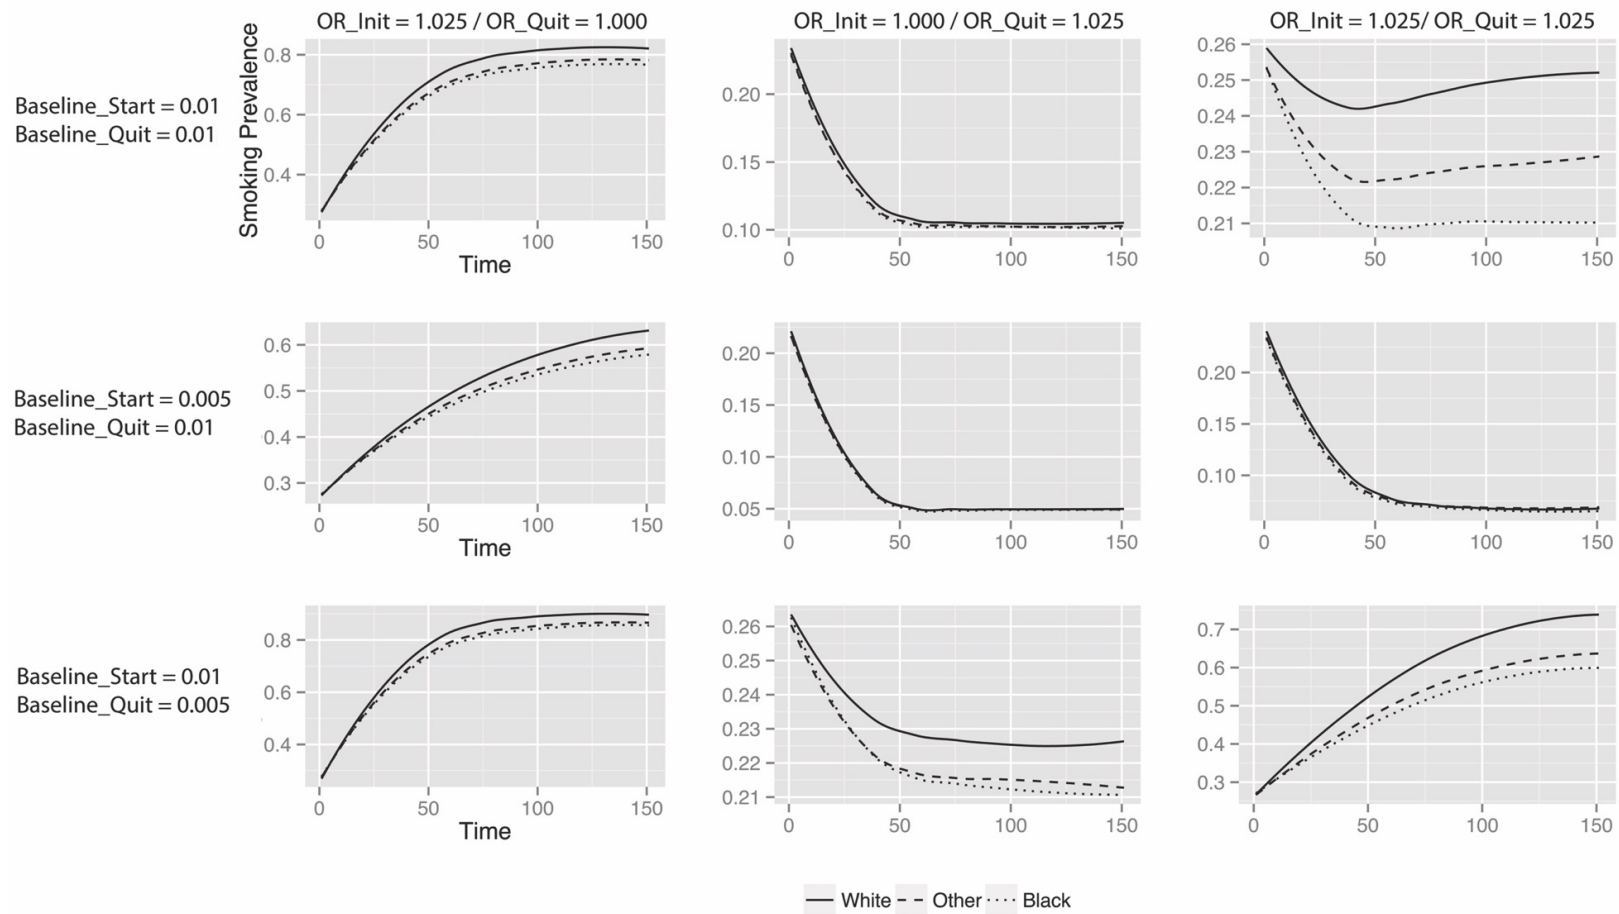 OR_Init = 1.025 / OR_Quit = 1.000
OR_Init = 1.000 / OR_Quit = 1.025
OR_Init = 1.025/ OR_Quit = 1.025
Baseline_Start = 0.01
Baseline_Quit = 0.01
Smoking Prevalence
0.8
0.6
0.4
0 50 100 150
Time
0.20
0.15
0.10
0 50 100 150
0.26
0.25
0.24
0.23
0.22
0.21
0 50 100 150
Baseline_Start = 0.005
Baseline_Quit = 0.01
0.6
0.5
0.4
0.3
0 50 100 150
Time
0.20
0.15
0.10
0.05
0 50 100 150
0.20
0.15
0.10
0 50 100 150
Baseline_Start = 0.01
Baseline_Quit = 0.005
0.8
0.6
0.4
0 50 100 150
Time
0.26
0.25
0.24
0.23
0.22
0.21
0 50 100 150
0.7
0.6
0.5
0.4
0.3
0 50 100 150
White Other Black